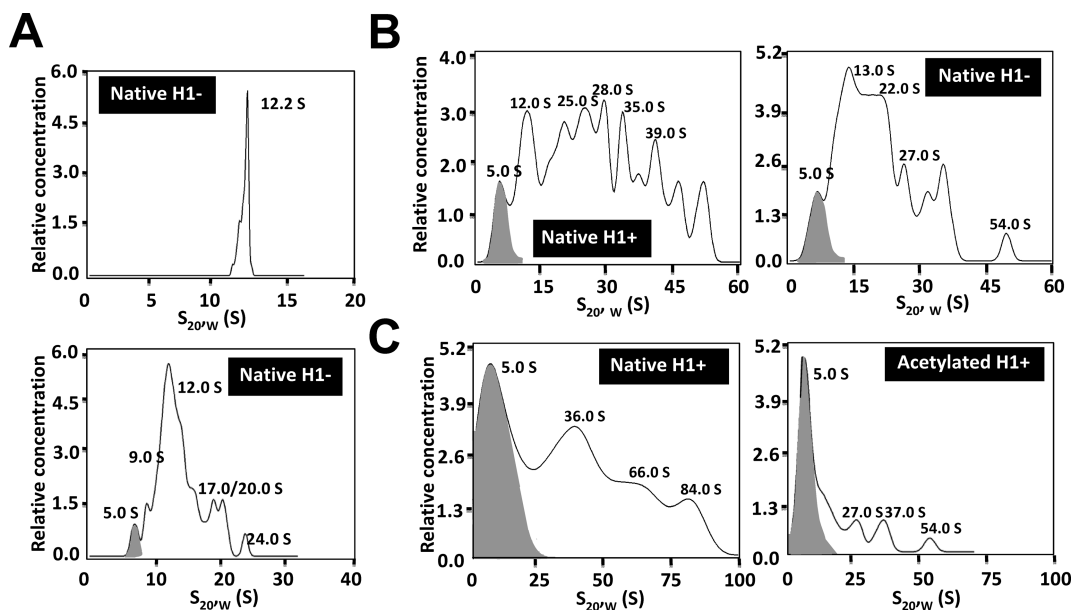 A
Relative concentration
6.0
4.5
3.0
1.5
0.0
Native H1-
12.2 S
0 5 10 15 20
S20,W (S)
Relative concentration
6.0
4.5
3.0
1.5
0.0
Native H1-
12.0 S
9.0 S
17.0/20.0 S
5.0 S
24.0 S
0 10 20 30 40
S20,W (S)
B
Relative concentration
4.0
3.0
2.0
1.0
0.0
12.0 S
25.0 S
28.0 S
35.0 S
39.0 S
5.0 S
Native H1+
0 15 30 45 60
S20,W (S)
5.2
3.9
2.6
1.3
0.0
Native H1-
13.0 S
22.0 S
27.0 S
5.0 S
54.0 S
0 15 30 45 60
S20,W (S)
C
Relative concentration
5.2
3.9
2.6
1.3
0.0
Native H1+
5.0 S
36.0 S
66.0 S
84.0 S
0 25 50 75 100
S20,W (S)
5.2
3.9
2.6
1.3
0.0
Acetylated H1+
5.0 S
27.0 S 37.0 S
54.0 S
0 25 50 75 100
S20,W (S)